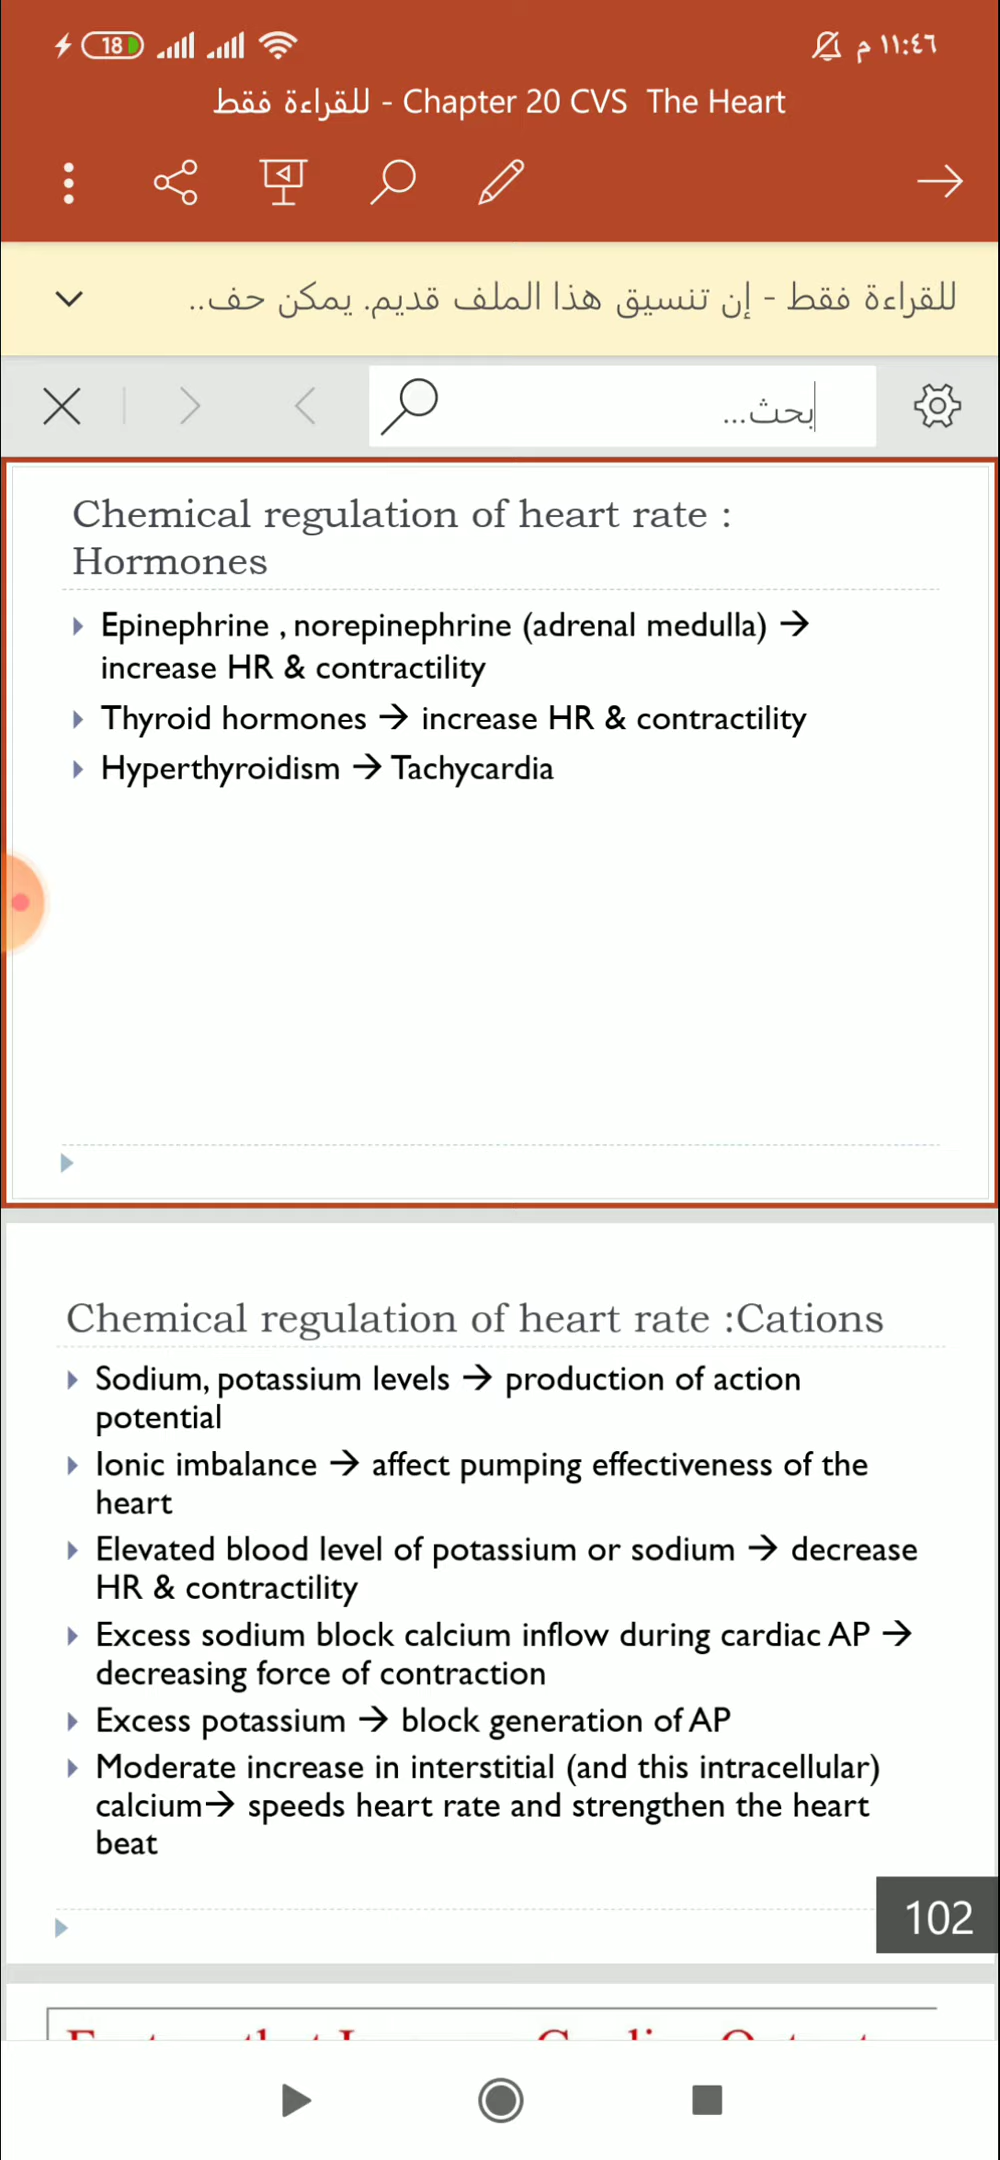 18
١١:٤٦ م
للقراءة فقط - Chapter 20 CVS The Heart
للقراءة فقط - إن تنسيق هذا الملف قديم. يمكن حف..
بحث...
Chemical regulation of heart rate :
Hormones
Epinephrine , norepinephrine (adrenal medulla) →
increase HR & contractility
Thyroid hormones → increase HR & contractility
Hyperthyroidism → Tachycardia
Chemical regulation of heart rate :Cations
Sodium, potassium levels → production of action
potential
Ionic imbalance → affect pumping effectiveness of the
heart
Elevated blood level of potassium or sodium → decrease
HR & contractility
Excess sodium block calcium inflow during cardiac AP →
decreasing force of contraction
Excess potassium → block generation of AP
Moderate increase in interstitial (and this intracellular)
calcium→ speeds heart rate and strengthen the heart
beat
102